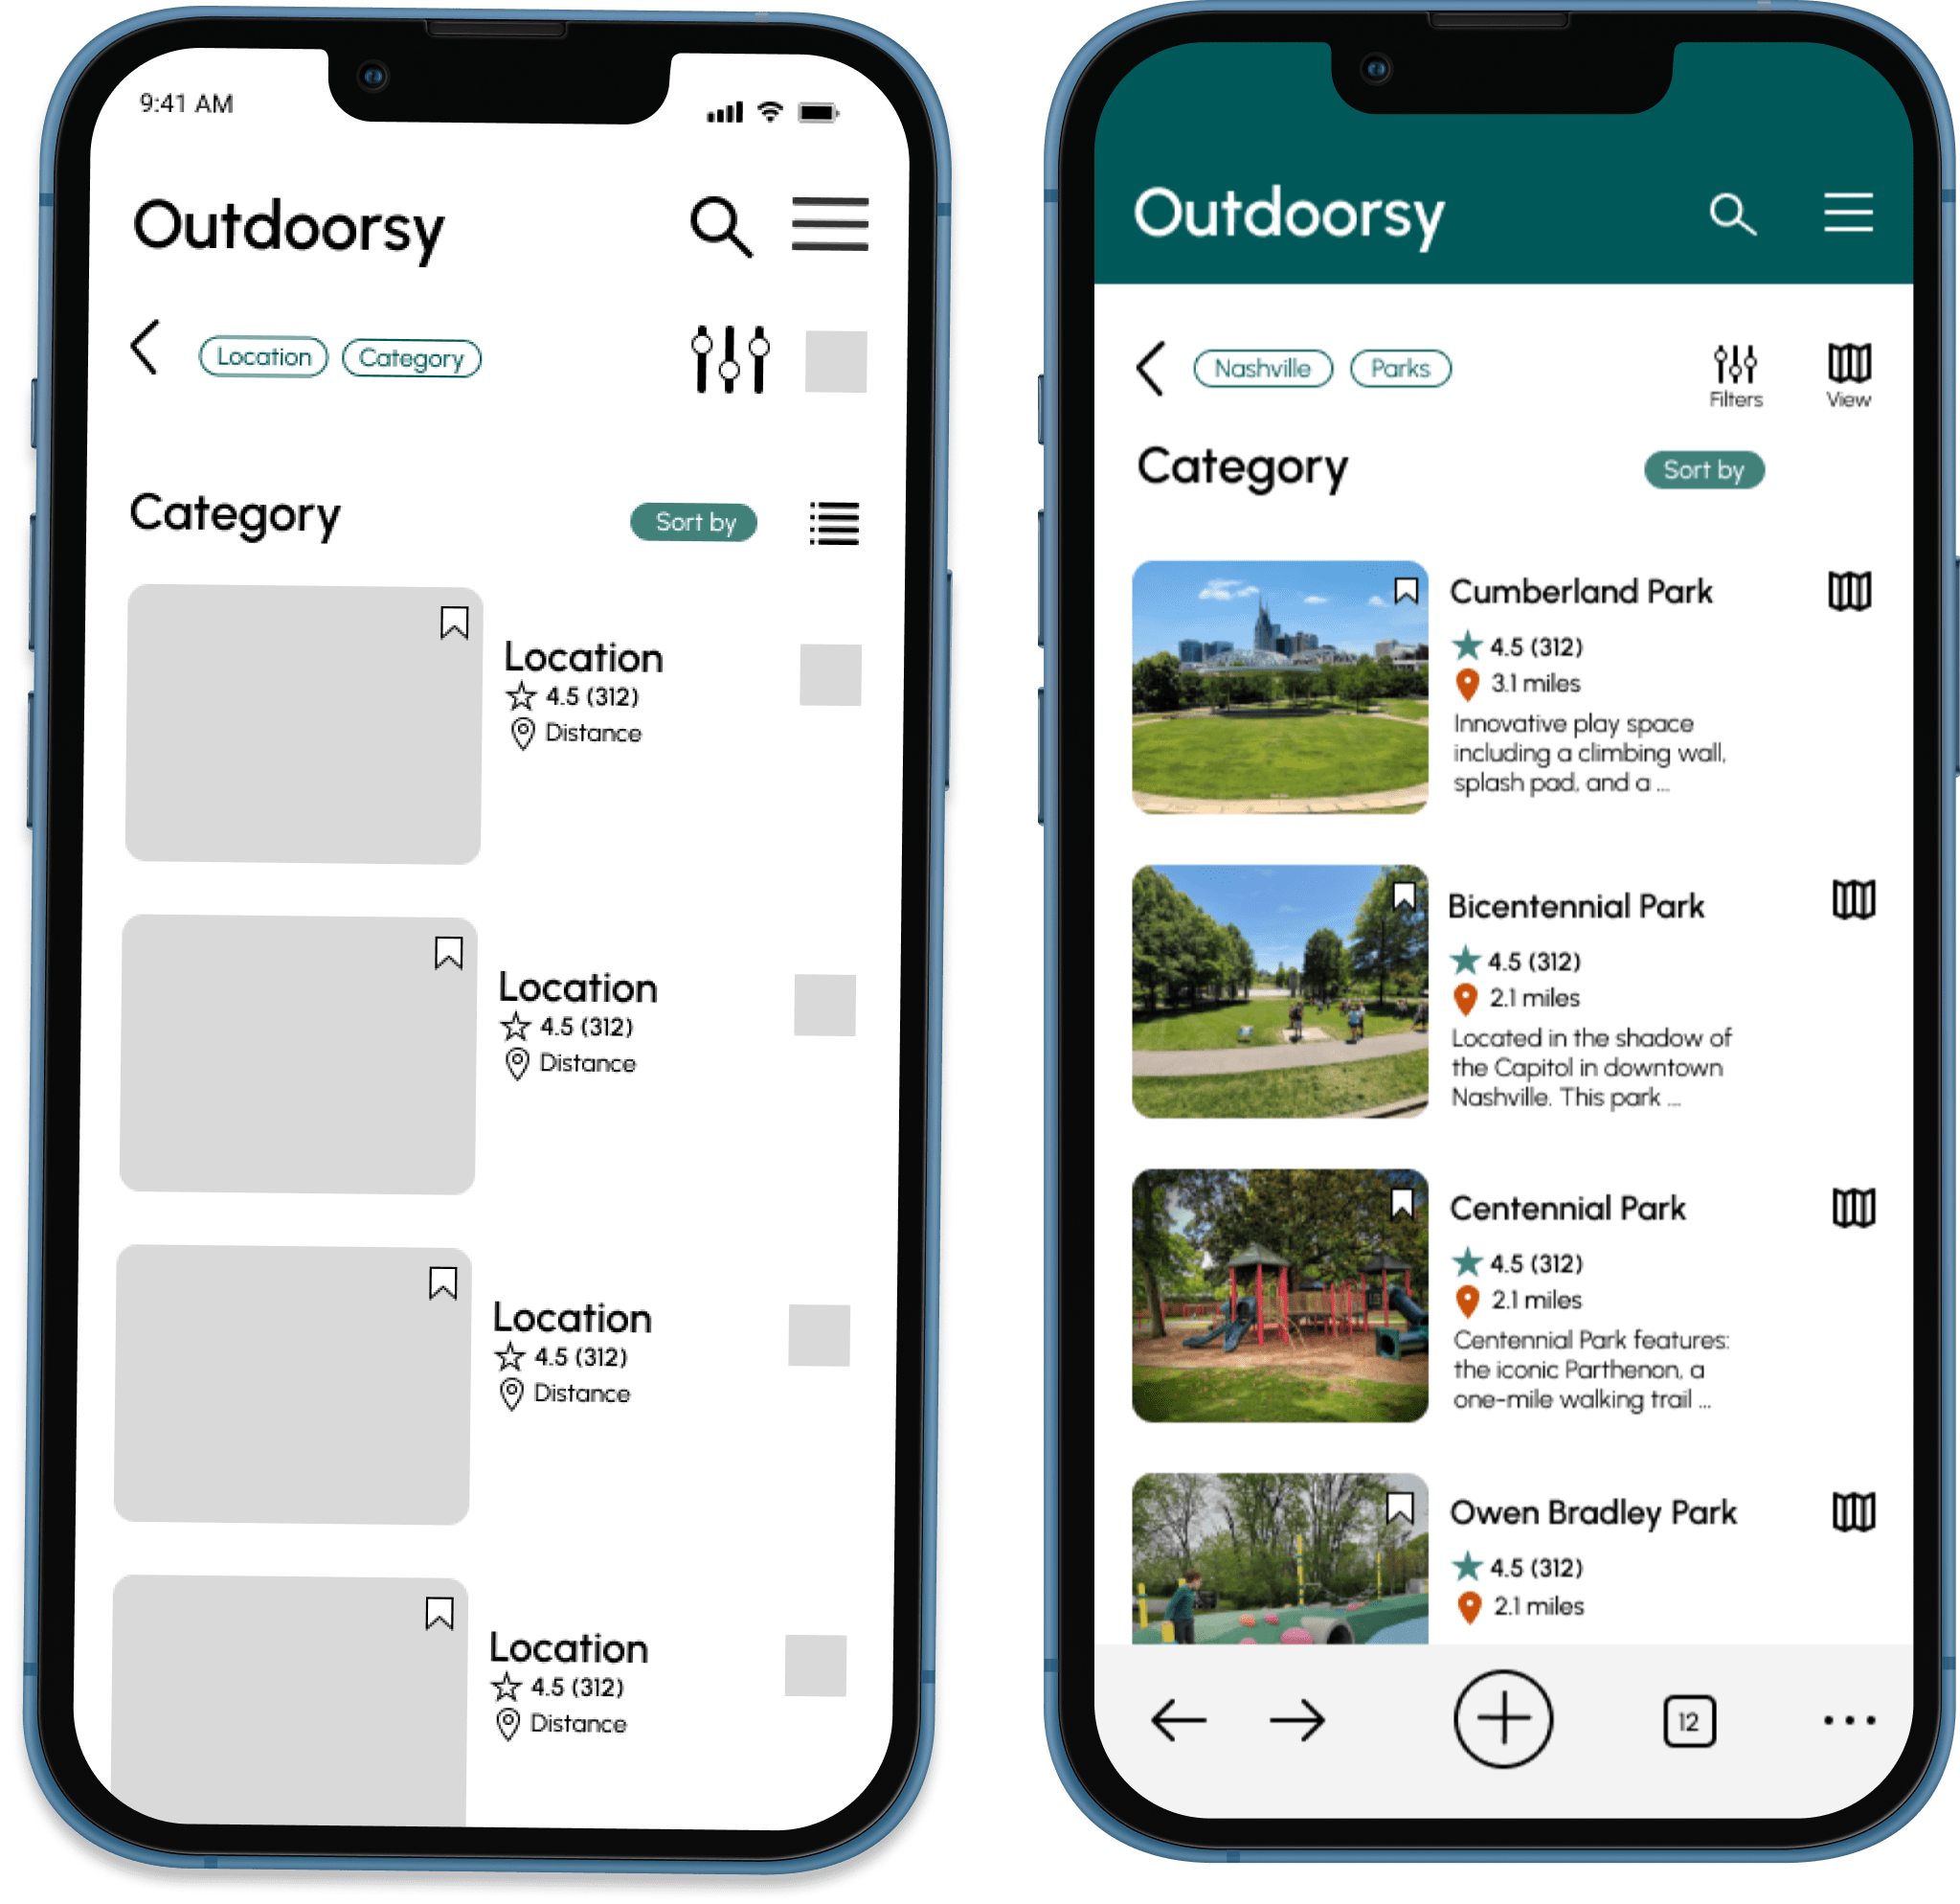 9:41 AM
Outdoorsy
Location
Category
Category
Sort by
Location
4.5 (312)
Distance
Location
4.5 (312)
Distance
Location
4.5 (312)
Distance
Location
4.5 (312)
Distance
Outdoorsy
Nashville
Parks
Filters
View
Category
Sort by
Cumberland Park
4.5 (312)
3.1 miles
Innovative play space
including a climbing wall,
splash pad, and a ...
Bicentennial Park
4.5 (312)
2.1 miles
Located in the shadow of
the Capitol in downtown
Nashville. This park ...
Centennial Park
4.5 (312)
2.1 miles
Centennial Park features:
the iconic Parthenon, a
one-mile walking trail ...
Owen Bradley Park
4.5 (312)
2.1 miles
12